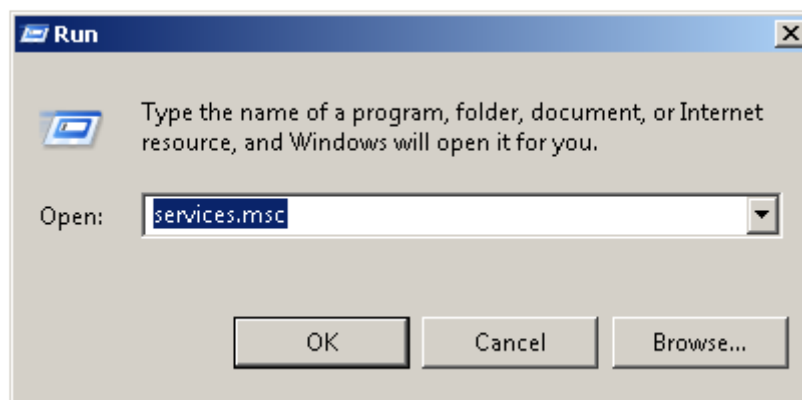 Run
Type the name of a program, folder, document, or Internet
resource, and Windows will open it for you.
Open: services.msc
OK Cancel Browse...